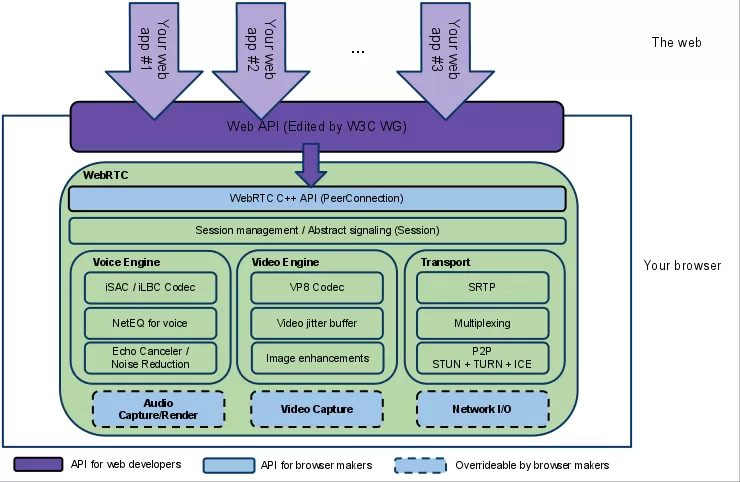 Your web
app #1
Your web
app #2
...
Your web
app #3
The web
Web API (Edited by W3C WG)
WebRTC
WebRTC C++ API (PeerConnection)
Session management / Abstract signaling (Session)
Your browser
Voice Engine
iSAC / iLBC Codec
NetEQ for voice
Echo Canceler /
Noise Reduction
Video Engine
VP8 Codec
Video jitter buffer
Image enhancements
Transport
SRTP
Multiplexing
P2P
STUN + TURN + ICE
Audio
Capture/Render
Video Capture
Network I/O
API for web developers
API for browser makers
Overrideable by browser makers